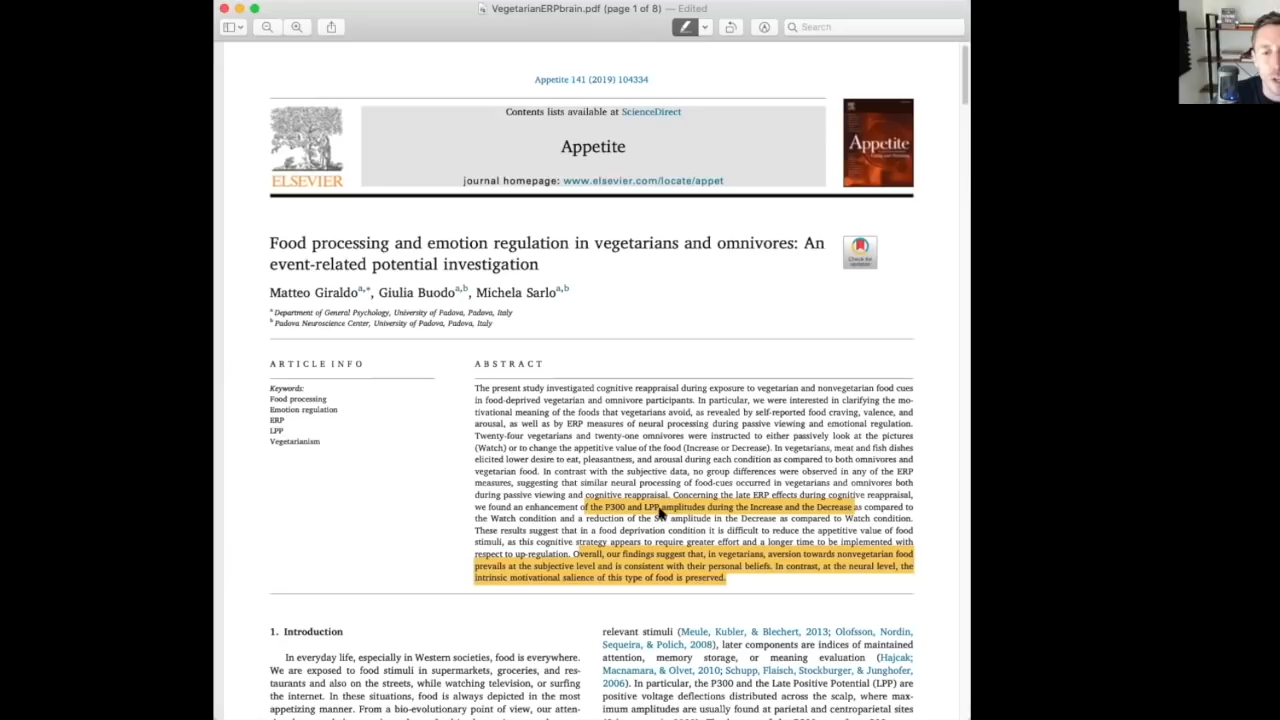 VegetarianERPbrain.pdf (page 1 of 8) — Edited
Search
Appetite 141 (2019) 104334
Contents lists available at ScienceDirect
Appetite
journal homepage: www.elsevier.com/locate/appet
ELSEVIER
Appetite
Food processing and emotion regulation in vegetarians and omnivores: An
event-related potential investigation
Check for
updates
Matteo Giraldoa,*, Giulia Buodoa,b, Michela Sarloa,b
a Department of General Psychology, University of Padova, Padova, Italy
b Padova Neuroscience Center, University of Padova, Padova, Italy
ARTICLE INFO
Keywords:
Food processing
Emotion regulation
ERP
LPP
Vegetarianism
ABSTRACT
The present study investigated cognitive reappraisal during exposure to vegetarian and nonvegetarian food cues
in food-deprived vegetarian and omnivore participants. In particular, we were interested in clarifying the mo-
tivational meaning of the foods that vegetarians avoid, as revealed by self-reported food craving, valence, and
arousal, as well as by ERP measures of neural processing during passive viewing and emotional regulation.
Twenty-four vegetarians and twenty-one omnivores were instructed to either passively look at the pictures
(Watch) or to change the appetitive value of the food (Increase or Decrease). In vegetarians, meat and fish dishes
elicited lower desire to eat, pleasantness, and arousal during each condition as compared to both omnivores and
vegetarian food. In contrast with the subjective data, no group differences were observed in any of the ERP
measures, suggesting that similar neural processing of food-cues occurred in vegetarians and omnivores both
during passive viewing and cognitive reappraisal. Concerning the late ERP effects during cognitive reappraisal,
we found an enhancement of the P300 and LPP amplitudes during the Increase and the Decrease as compared to
the Watch condition and a reduction of the amplitude in the Decrease as compared to Watch condition.
These results suggest that in a food deprivation condition it is difficult to reduce the appetitive value of food
stimuli, as this cognitive strategy appears to require greater effort and a longer time to be implemented with
respect to up-regulation. Overall, our findings suggest that, in vegetarians, aversion towards nonvegetarian food
prevails at the subjective level and is consistent with their personal beliefs. In contrast, at the neural level, the
intrinsic motivational salience of this type of food is preserved.
1. Introduction
In everyday life, especially in Western societies, food is everywhere.
We are exposed to food stimuli in supermarkets, groceries, and res-
taurants and also on the streets, while watching television, or surfing
the internet. In these situations, food is always depicted in the most
appetizing manner. From a bio-evolutionary point of view, our atten-
relevant stimuli (Meule, Kubler, & Blechert, 2013; Olofsson, Nordin,
Sequeira, & Polich, 2008), later components are indices of maintained
attention, memory storage, or meaning evaluation (Hajcak;
Macnamara, & Olvet, 2010; Schupp, Flaisch, Stockburger, & Junghofer,
2006). In particular, the P300 and the Late Positive Potential (LPP) are
positive voltage deflections distributed across the scalp, where max-
imum amplitudes are usually found at parietal and centroparietal sites